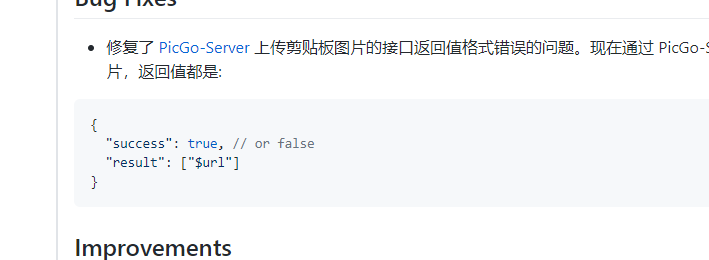 Bug Fixes
修复了 PicGo-Server 上传剪贴板图片的接口返回值格式错误的问题。现在通过 PicGo-S
片，返回值都是:
{
"success": true, // or false
"result": ["$url"]
}
Improvements